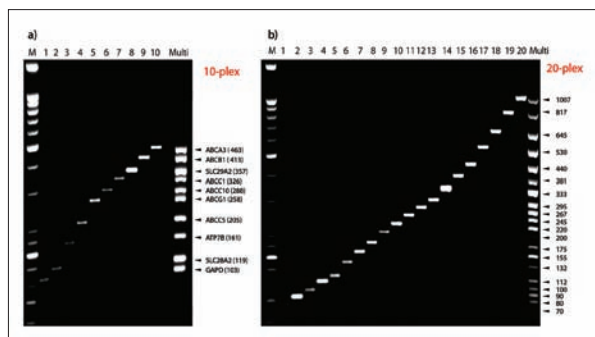 a)
M 1 2 3 4 5 6 7 8 9 10 Multi
10-plex
ABCA3 (463)
ABCB1 (413)
SLC29A2 (357)
ABCC1 (326)
ABCC10 (288)
ABCG1 (258)
ABCC5 (205)
ATP7B (161)
SLC28A2 (119)
GAPD (103)
b)
M 1 2 3 4 5 6 7 8 9 10 11 12 13 14 15 16 17 18 19 20 Multi
20-plex
1007
817
645
530
440
381
333
295
267
245
220
200
175
155
132
112
100
90
80
70